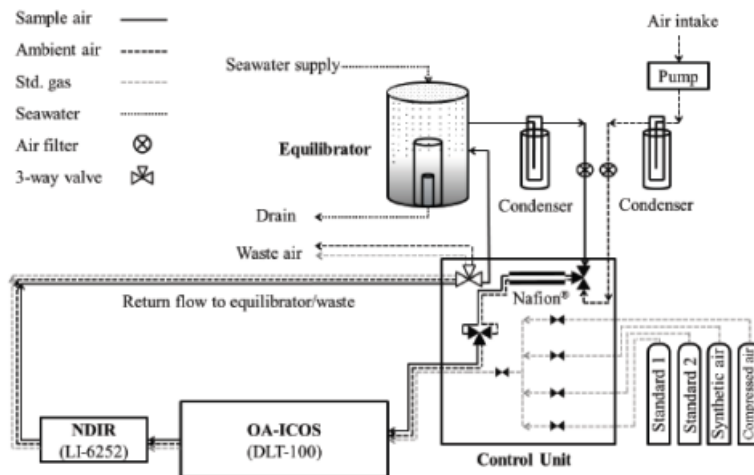 Sample air
Ambient air
Std. gas
Seawater
Air filter
3-way valve
Air intake
Pump
Seawater supply
Equilibrator
Condenser
Condenser
Drain
Waste air
Return flow to equilibrator/waste
Nafion®
Standard 1
Standard 2
Synthetic air
Compressed air
NDIR
(LI-6252)
OA-ICOS
(DLT-100)
Control Unit